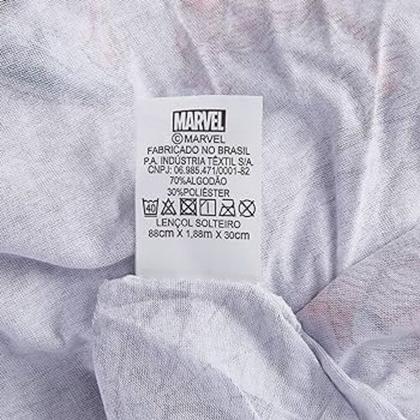 MARVEL
©MARVEL
FABRICADO NO BRASIL
P.A. INDÚSTRIA TÊXTIL S/A.
CNPJ: 06.985.471/0001-82
70%ALGODÃO
30%POLIÉSTER
40
LENÇOL SOLTEIRO
88cm X 1,88m X 30cm